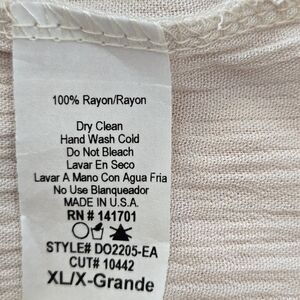 100% Rayon/Rayon
Dry Clean
Hand Wash Cold
Do Not Bleach
Lavar En Seco
Lavar A Mano Con Agua Fria
No Use Blanqueador
MADE IN U.S.A.
RN # 141701
STYLE# DO2205-EA
CUT# 10442
XL/X-Grande